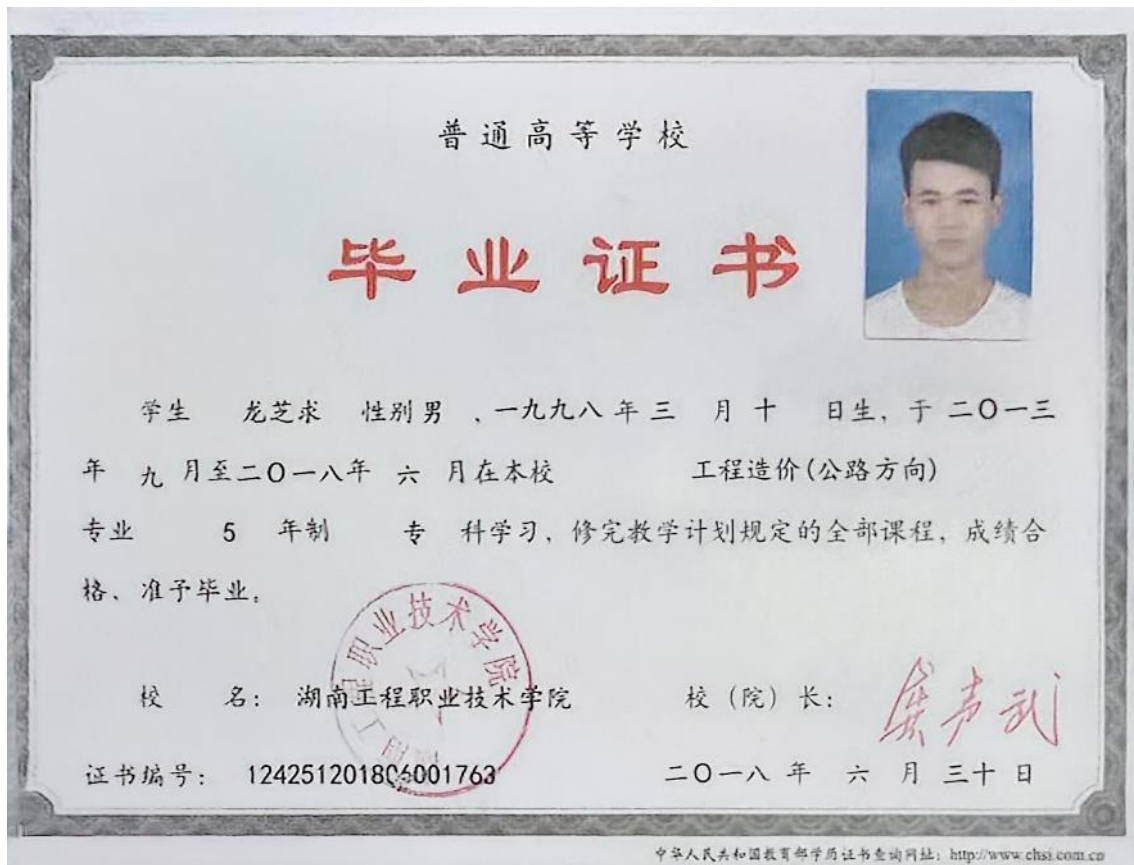 普通高等学校
毕业证书
学生 龙芝求 性别 男 ，一九九八 年 三 月 十 日生，于 二〇一三
年 九 月至二〇一八年 六 月在本校 工程造价(公路方向)
专业 5 年制 专 科学习，修完教学计划规定的全部课程，成绩合
格、准予毕业。
职业技术学院
校 名： 湖南工程职业技术学院 校（院）长：
证书编号： 124251201806001763 二〇一八 年 六 月 三十 日
中华人民共和国教育部学历证书查询网址：http://www.chsi.com.cn